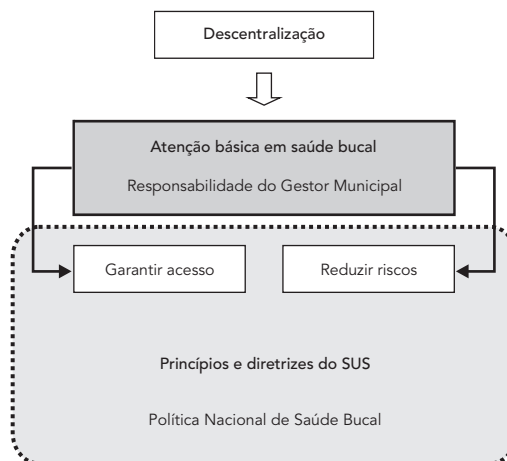 Descentralização
Atenção básica em saúde bucal
Responsabilidade do Gestor Municipal
Garantir acesso
Reduzir riscos
Princípios e diretrizes do SUS
Política Nacional de Saúde Bucal